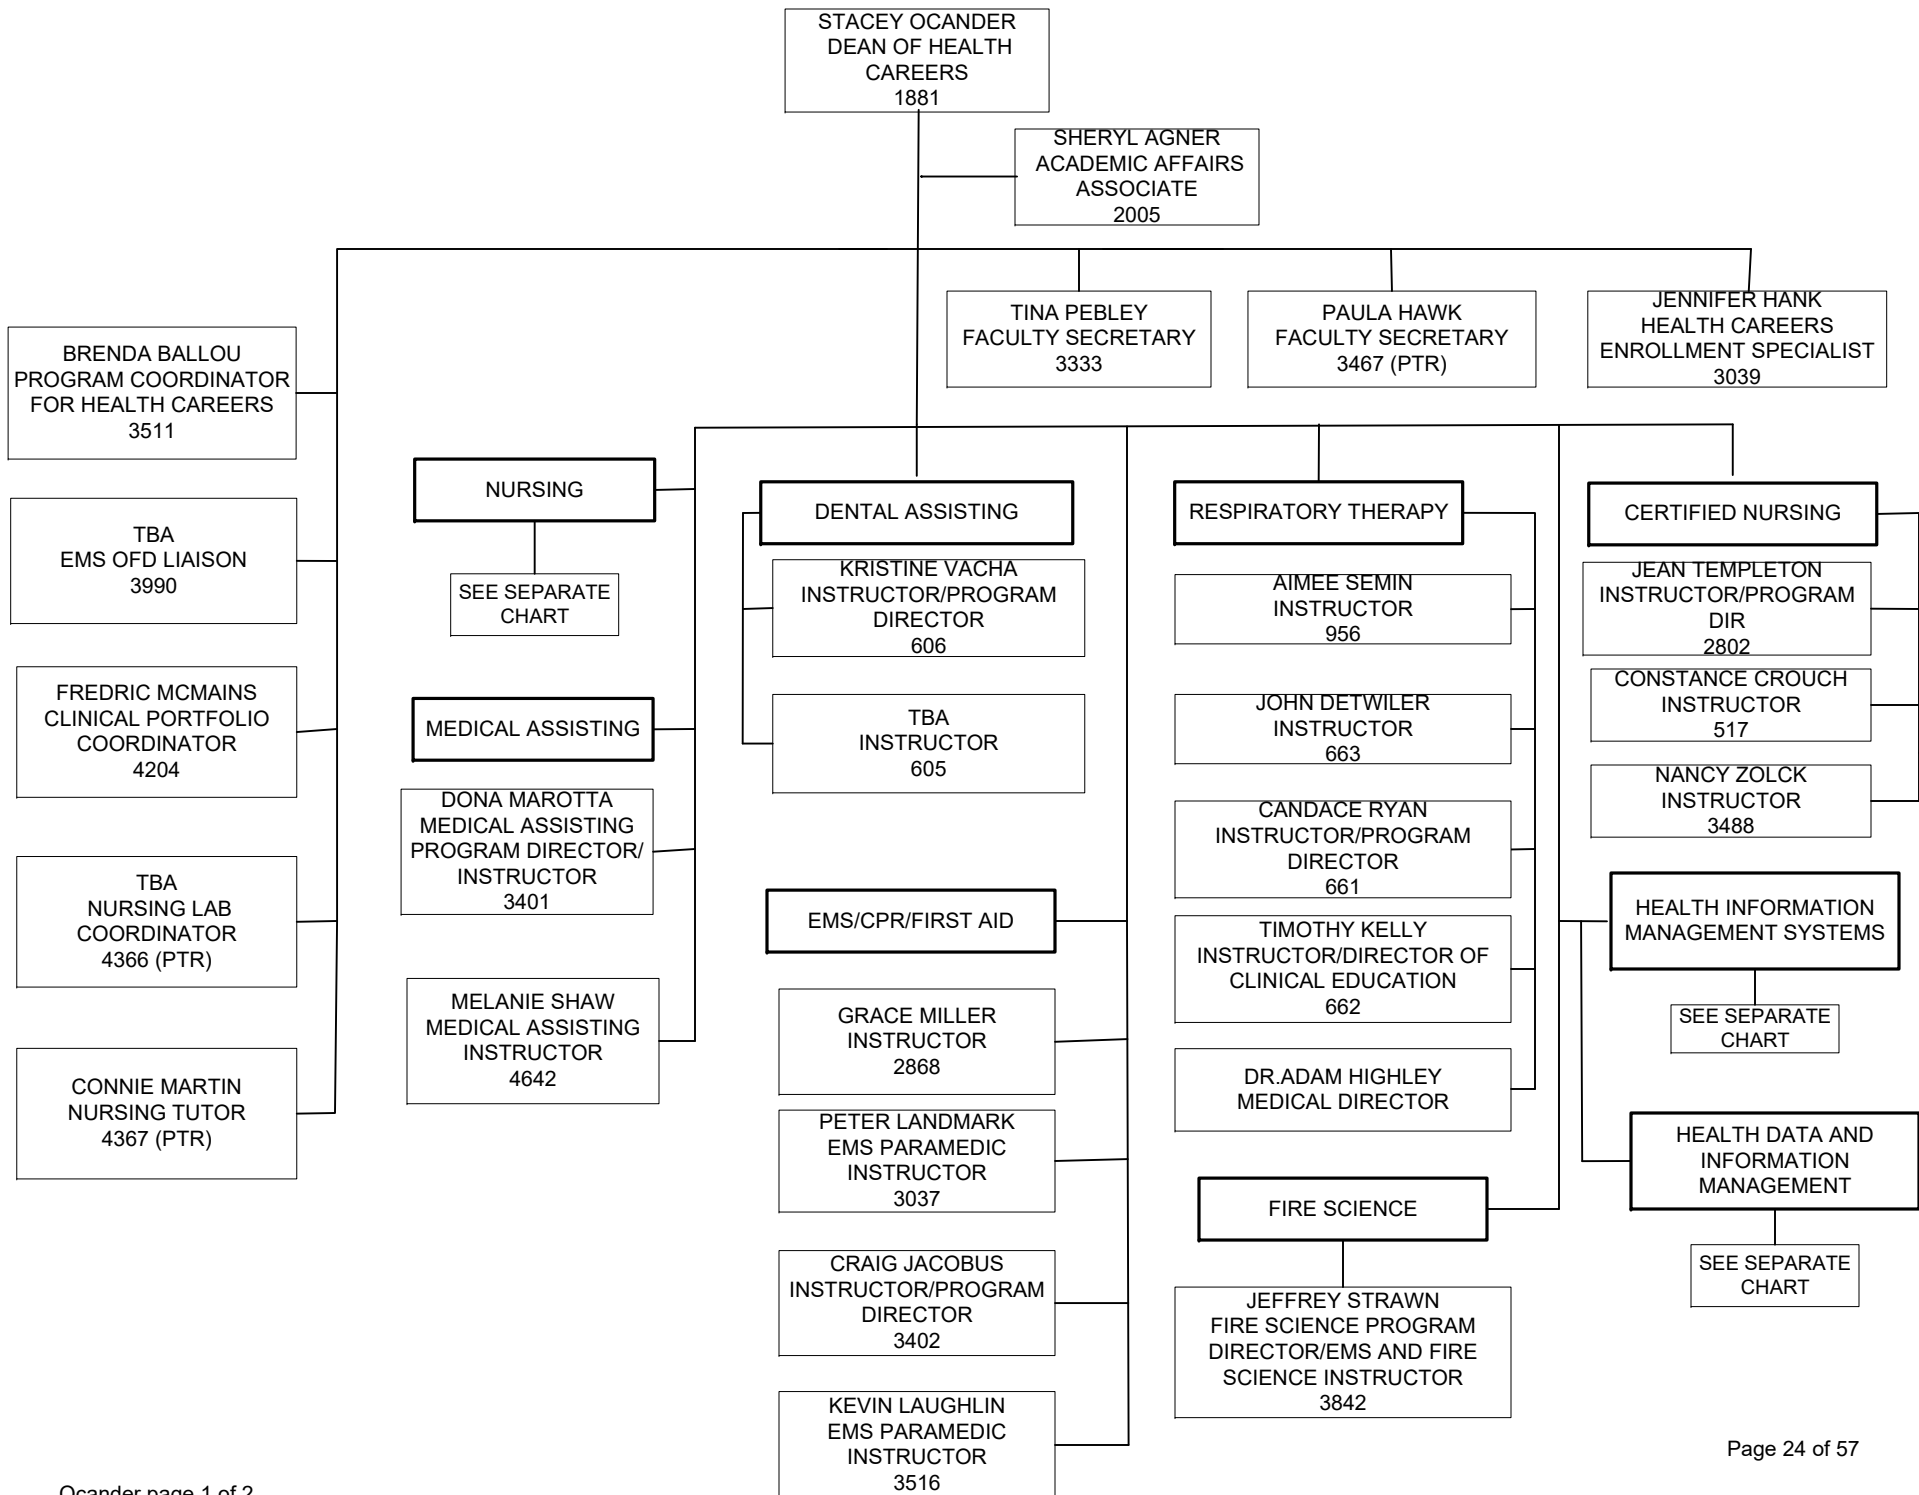 STACEY OCANDER
DEAN OF HEALTH
CAREERS
1881
SHERYL AGNER
ACADEMIC AFFAIRS
ASSOCIATE
2005
TINA PEBLEY
FACULTY SECRETARY
3333
PAULA HAWK
FACULTY SECRETARY
3467 (PTR)
JENNIFER HANK
HEALTH CAREERS
ENROLLMENT SPECIALIST
3039
BRENDA BALLOU
PROGRAM COORDINATOR
FOR HEALTH CAREERS
3511
TBA
EMS OFD LIAISON
3990
FREDRIC MCMAINS
CLINICAL PORTFOLIO
COORDINATOR
4204
TBA
NURSING LAB
COORDINATOR
4366 (PTR)
CONNIE MARTIN
NURSING TUTOR
4367 (PTR)
NURSING
SEE SEPARATE
CHART
MEDICAL ASSISTING
DONA MAROTTA
MEDICAL ASSISTING
PROGRAM DIRECTOR/
INSTRUCTOR
3401
MELANIE SHAW
MEDICAL ASSISTING
INSTRUCTOR
4642
DENTAL ASSISTING
KRISTINE VACHA
INSTRUCTOR/PROGRAM
DIRECTOR
606
TBA
INSTRUCTOR
605
EMS/CPR/FIRST AID
GRACE MILLER
INSTRUCTOR
2868
PETER LANDMARK
EMS PARAMEDIC
INSTRUCTOR
3037
CRAIG JACOBUS
INSTRUCTOR/PROGRAM
DIRECTOR
3402
KEVIN LAUGHLIN
EMS PARAMEDIC
INSTRUCTOR
3516
RESPIRATORY THERAPY
AIMEE SEMIN
INSTRUCTOR
956
JOHN DETWILER
INSTRUCTOR
663
CANDACE RYAN
INSTRUCTOR/PROGRAM
DIRECTOR
661
TIMOTHY KELLY
INSTRUCTOR/DIRECTOR OF
CLINICAL EDUCATION
662
DR.ADAM HIGHLEY
MEDICAL DIRECTOR
FIRE SCIENCE
JEFFREY STRAWN
FIRE SCIENCE PROGRAM
DIRECTOR/EMS AND FIRE
SCIENCE INSTRUCTOR
3842
CERTIFIED NURSING
JEAN TEMPLETON
INSTRUCTOR/PROGRAM
DIR
2802
CONSTANCE CROUCH
INSTRUCTOR
517
NANCY ZOLCK
INSTRUCTOR
3488
HEALTH INFORMATION
MANAGEMENT SYSTEMS
SEE SEPARATE
CHART
HEALTH DATA AND
INFORMATION
MANAGEMENT
SEE SEPARATE
CHART
Page 24 of 57
Ocander page 1 of 2